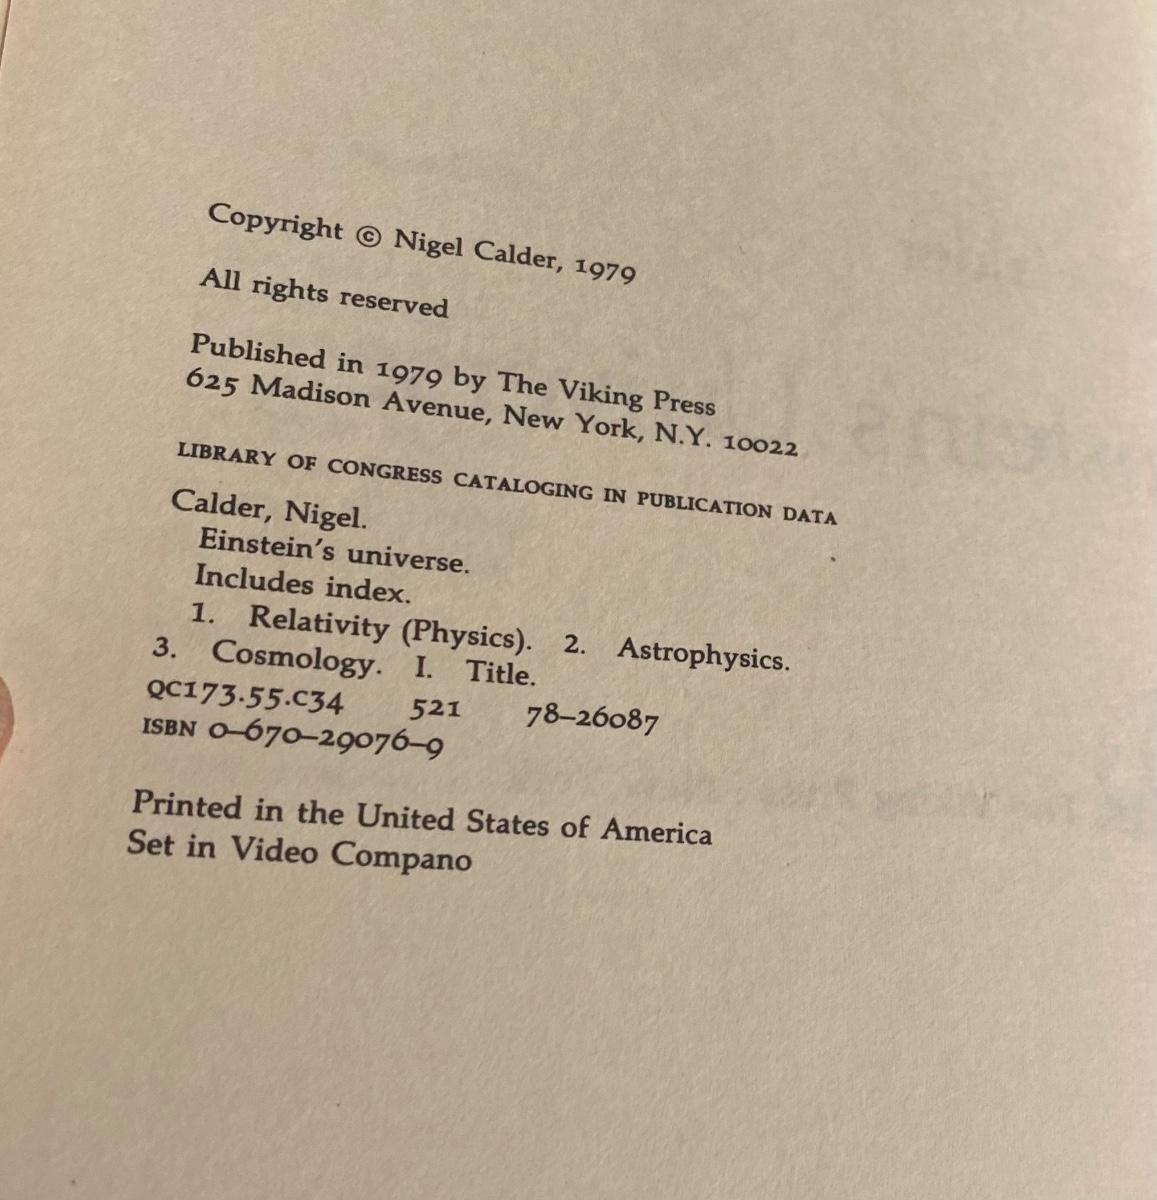 Copyright © Nigel Calder, 1979
All rights reserved
Published in 1979 by The Viking Press
625 Madison Avenue, New York, N.Y. 10022
LIBRARY OF CONGRESS CATALOGING IN PUBLICATION DATA
Calder, Nigel.
Einstein's universe.
Includes index.
1. Relativity (Physics). 2. Astrophysics.
3. Cosmology. I. Title.
QC173.55.C34 521 78–26087
ISBN 0–670–29076–9
Printed in the United States of America
Set in Video Compano